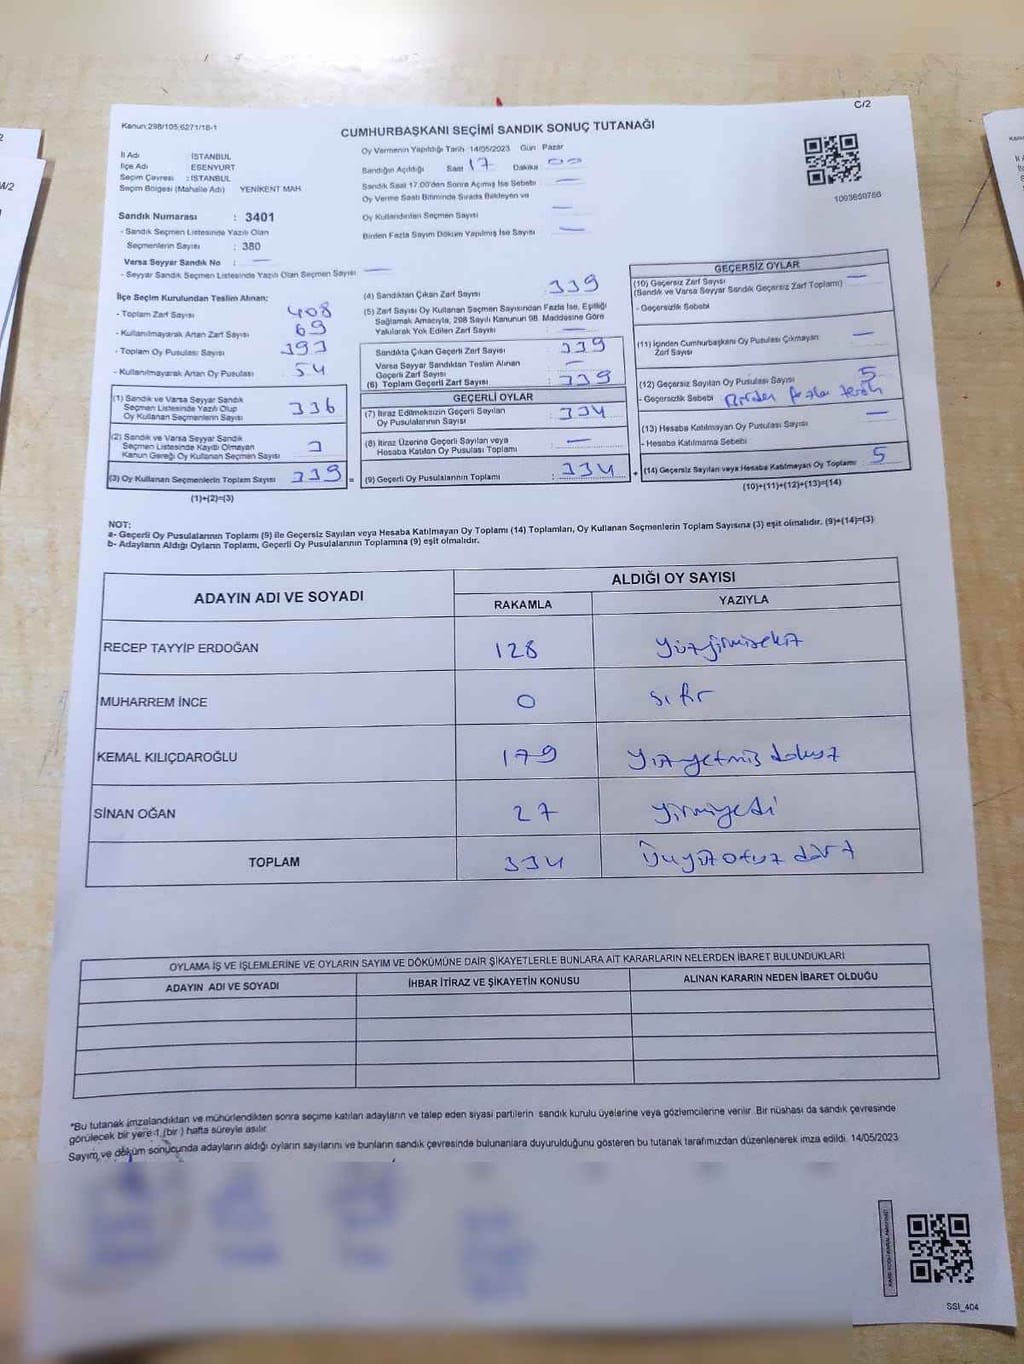 C/2
Kanun:298/105,6271/18-1
CUMHURBAŞKANI SEÇİMİ SANDIK SONUÇ TUTANAĞI
İl Adı : İSTANBUL
İlçe Adı : ESENYURT
Seçim Çevresi : İSTANBUL
Seçim Bölgesi (Mahalle Adı) YENİKENT MAH.
Sandık Numarası : 3401
- Sandık Seçmen Listesinde Yazılı Olan
Seçmenlerin Sayısı : 380
Varsa Seyyar Sandık No : —
- Seyyar Sandık Seçmen Listesinde Yazılı Olan Seçmen Sayısı —
Oy Vermenin Yapıldığı Tarih 14/05/2023 Gün Pazar
Sandığın Açıldığı Saat 17 Dakika 00
Sandık Saat 17.00'den Sonra Açılmış İse Sebebi —
Oy Verme Saati Bitiminde Sırada Bekleyen ve
Oy Kullandırılan Seçmen Sayısı —
Birden Fazla Sayım Döküm Yapılmış İse Sayısı —
1003650766
İlçe Seçim Kurulundan Teslim Alınan;
- Toplam Zarf Sayısı : 408
- Kullanılmayarak Artan Zarf Sayısı : 69
- Toplam Oy Pusulası Sayısı : 393
- Kullanılmayarak Artan Oy Pusulası : 54
(1) Sandık ve Varsa Seyyar Sandık
Seçmen Listesinde Yazılı Olup
Oy Kullanan Seçmenlerin Sayısı : 336
(2) Sandık ve Varsa Seyyar Sandık
Seçmen Listesinde Kaydı Olmayan
Kanun Gereği Oy Kullanan Seçmen Sayısı : 3
(3) Oy Kullanan Seçmenlerin Toplam Sayısı : 339
(1)+(2)=(3)
(4) Sandıktan Çıkan Zarf Sayısı : 339
(5) Zarf Sayısı Oy Kullanan Seçmen Sayısından Fazla İse, Eşitliği
Sağlamak Amacıyla, 298 Sayılı Kanunun 98. Maddesine Göre
Yakılarak Yok Edilen Zarf Sayısı : —
Sandıkta Çıkan Geçerli Zarf Sayısı : 339
Varsa Seyyar Sandıktan Teslim Alınan
Geçerli Zarf Sayısı : —
(6) Toplam Geçerli Zarf Sayısı : 339
GEÇERLİ OYLAR
(7) İtiraz Edilmeksizin Geçerli Sayılan
Oy Pusulasının Sayısı : 334
(8) İtiraz Üzerine Geçerli Sayılan veya
Hesaba Katılan Oy Pusulası Toplamı : —
= (9) Geçerli Oy Pusulalarının Toplamı : 334
GEÇERSİZ OYLAR
(10) Geçersiz Zarf Sayısı : —
(Sandık ve Varsa Seyyar Sandık Geçersiz Zarf Toplamı)
- Geçersizlik Sebebi
(11) İçinden Cumhurbaşkanı Oy Pusulası Çıkmayan
Zarf Sayısı : —
(12) Geçersiz Sayılan Oy Pusulası Sayısı : 5
- Geçersizlik Sebebi Birden fazla tercih
(13) Hesaba Katılmayan Oy Pusulası Sayısı : —
- Hesaba Katılmama Sebebi
+ (14) Geçersiz Sayılan veya Hesaba Katılmayan Oy Toplamı : 5
(10)+(11)+(12)+(13)=(14)
NOT:
a- Geçerli Oy Pusulalarının Toplamı (9) ile Geçersiz Sayılan veya Hesaba Katılmayan Oy Toplamı (14) Toplamları, Oy Kullanan Seçmenlerin Toplam Sayısına (3) eşit olmalıdır. (9)+(14)=(3)
b- Adayların Aldığı Oyların Toplamı, Geçerli Oy Pusulalarının Toplamına (9) eşit olmalıdır.
ADAYIN ADI VE SOYADI
ALDIĞI OY SAYISI
RAKAMLA YAZIYLA
RECEP TAYYİP ERDOĞAN 128 Yüzyirmisekiz
MUHARREM İNCE 0 sıfır
KEMAL KILIÇDAROĞLU 179 Yüzyetmiş dokuz
SİNAN OĞAN 27 yirmiyedi
TOPLAM 334 Üçyüzotuz dört
OYLAMA İŞ VE İŞLEMLERİNE VE OYLARIN SAYIM VE DÖKÜMÜNE DAİR ŞİKAYETLERLE BUNLARA AİT KARARLARIN NELERDEN İBARET BULUNDUKLARI
ADAYIN ADI VE SOYADI İHBAR İTİRAZ VE ŞİKAYETİN KONUSU ALINAN KARARIN NEDEN İBARET OLDUĞU
*Bu tutanak imzalandıktan ve mühürlendikten sonra seçime katılan adayların ve talep eden siyasi partilerin sandık kurulu üyelerine veya gözlemcilerine verilir. Bir nüshası da sandık çevresinde
görülecek bir yere 1 (bir ) hafta süreyle asılır.
Sayım ve döküm sonucunda adayların aldığı oyların sayılarını ve bunların sandık çevresinde bulunanlara duyurulduğunu gösteren bu tutanak tarafımızdan düzenlenerek imza edildi. 14/05/2023
SSI_404